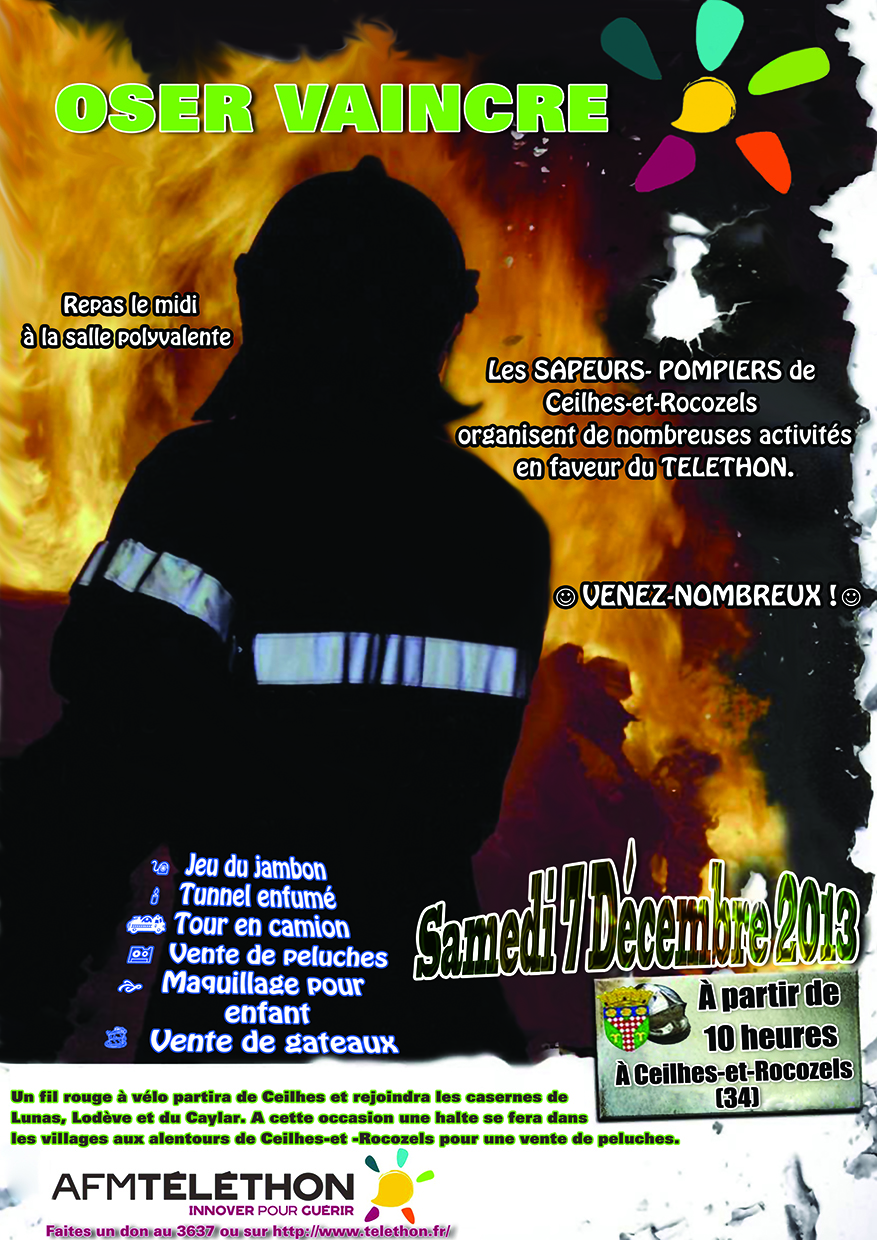 OSER VAINCRE
Repas le midi
à la salle polyvalente
Les SAPEURS- POMPIERS de
Ceilhes-et-Rocozels
organisent de nombreuses activités
en faveur du TELETHON.
☺ VENEZ-NOMBREUX ! ☺
Jeu du jambon
Tunnel enfumé
Tour en camion
Vente de peluches
Maquillage pour
enfant
Vente de gateaux
Samedi 7 Décembre 2013
À partir de
10 heures
À Ceilhes-et-Rocozels
(34)
Un fil rouge à vélo partira de Ceilhes et rejoindra les casernes de
Lunas, Lodève et du Caylar. A cette occasion une halte se fera dans
les villages aux alentours de Ceilhes-et -Rocozels pour une vente de peluches.
AFMTÉLÉTHON
INNOVER POUR GUÉRIR
Faites un don au 3637 ou sur http://www.telethon.fr/